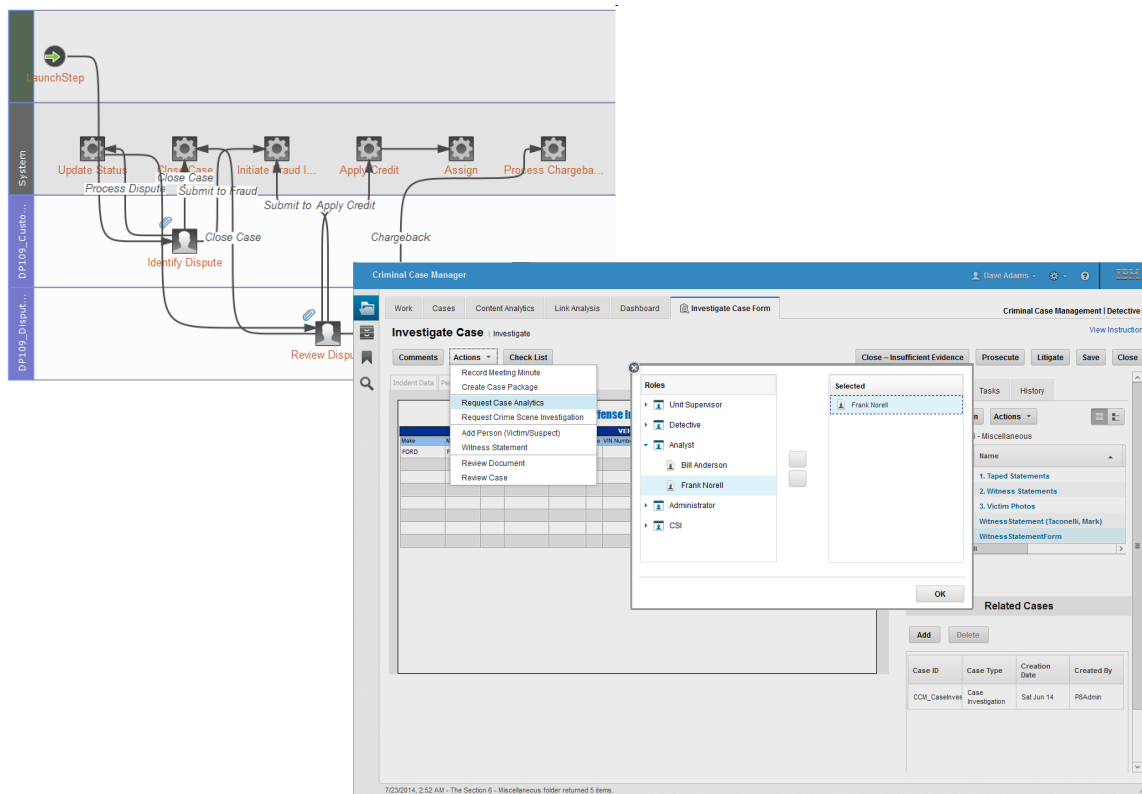 LaunchStep
System
Update Status
Close Case
Initiate Fraud I...
Apply Credit
Assign
Process Chargeba...
Process Dispute
Close Case
Submit to Fraud
Submit to Apply Credit
DP109_Custo...
Close Case
Chargeback
Identify Dispute
DP109_Disput...
Review Dispu
Criminal Case Manager
Dave Adams
IBM
Work
Cases
Content Analytics
Link Analysis
Dashboard
Investigate Case Form
Criminal Case Management | Detective
Investigate Case | Investigate
View Instruction
Comments
Actions
Check List
Close – Insufficient Evidence
Prosecute
Litigate
Save
Close
Incident Data
Record Meeting Minute
Create Case Package
Request Case Analytics
Request Crime Scene Investigation
Add Person (Victim/Suspect)
Witness Statement
Review Document
Review Case
ffense In
VEH
Make
VIN Number
FORD
Roles
Unit Supervisor
Detective
Analyst
Bill Anderson
Frank Norell
Administrator
CSI
Selected
Frank Norell
OK
Tasks
History
n
Actions
- Miscellaneous
Name
1. Taped Statements
2. Witness Statements
3. Victim Photos
WitnessStatement (Taconelli, Mark)
WitnessStatementForm
Related Cases
Add
Delete
Case ID
Case Type
Creation Date
Created By
CCM_CaseInves
Case Investigation
Sat Jun 14
P8Admin
7/23/2014, 2:52 AM - The Section 6 - Miscellaneous folder returned 5 items.